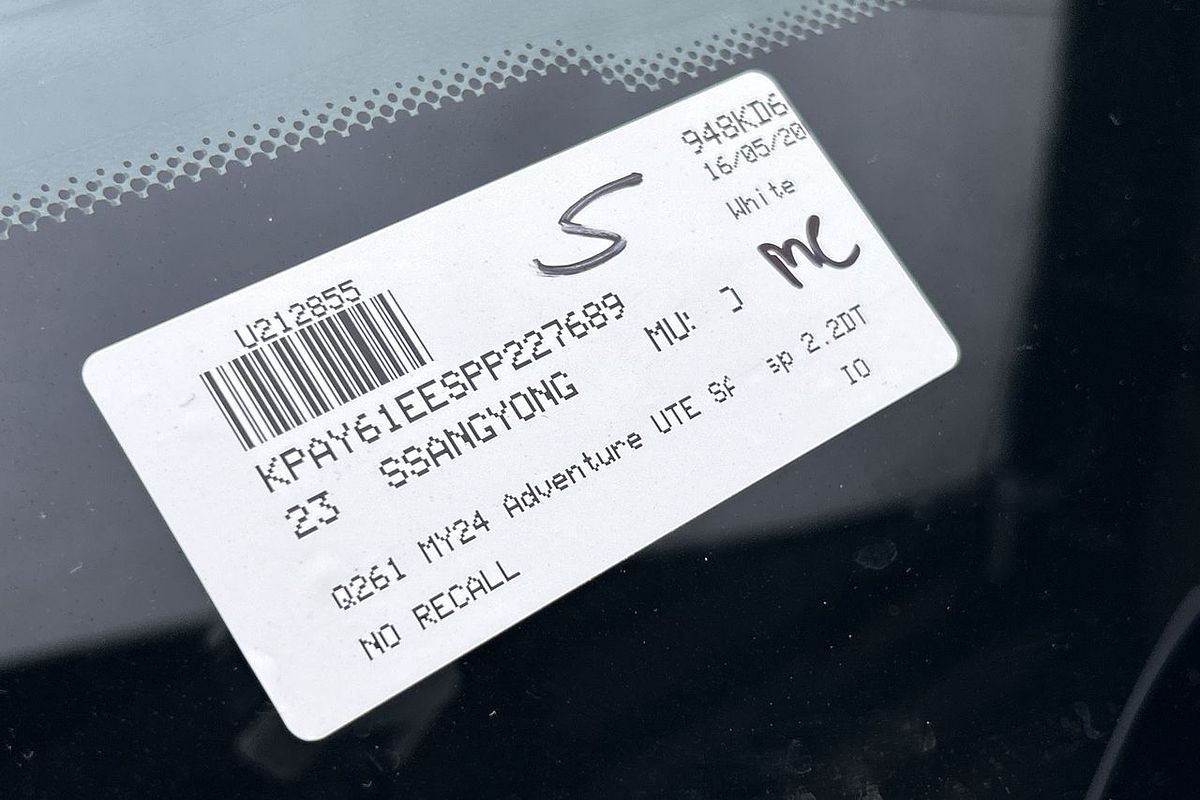 948KD6
16/05/20
White
S
MC
U212855
KPAY61EESPP227689
MU:
23 SSANGYONG
Q261 MY24 Adventure UTE sp 2.2DT
NO RECALL IO